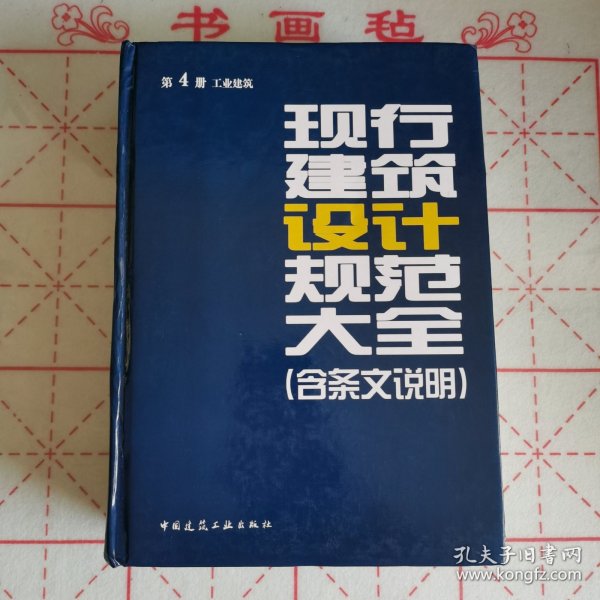 书画毡
第4册 工业建筑
现行
建筑
设计
规范
大全
(含条文说明)
中国建筑工业出版社
孔夫子旧书网
www.kongfz.com